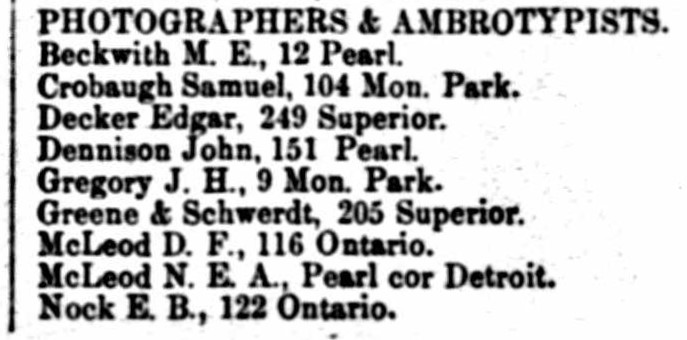 PHOTOGRAPHERS & AMBROTYPISTS.
Beckwith M. E., 12 Pearl.
Crobaugh Samuel, 104 Mon. Park.
Decker Edgar, 249 Superior.
Dennison John, 151 Pearl.
Gregory J. H., 9 Mon. Park.
Greene & Schwerdt, 205 Superior.
McLeod D. F., 116 Ontario.
McLeod N. E. A., Pearl cor Detroit.
Nock E. B., 122 Ontario.